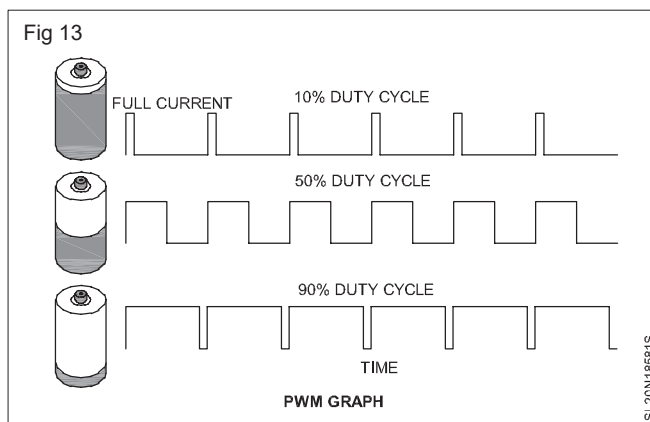 Fig 13
FULL CURRENT
10% DUTY CYCLE
50% DUTY CYCLE
90% DUTY CYCLE
TIME
PWM GRAPH